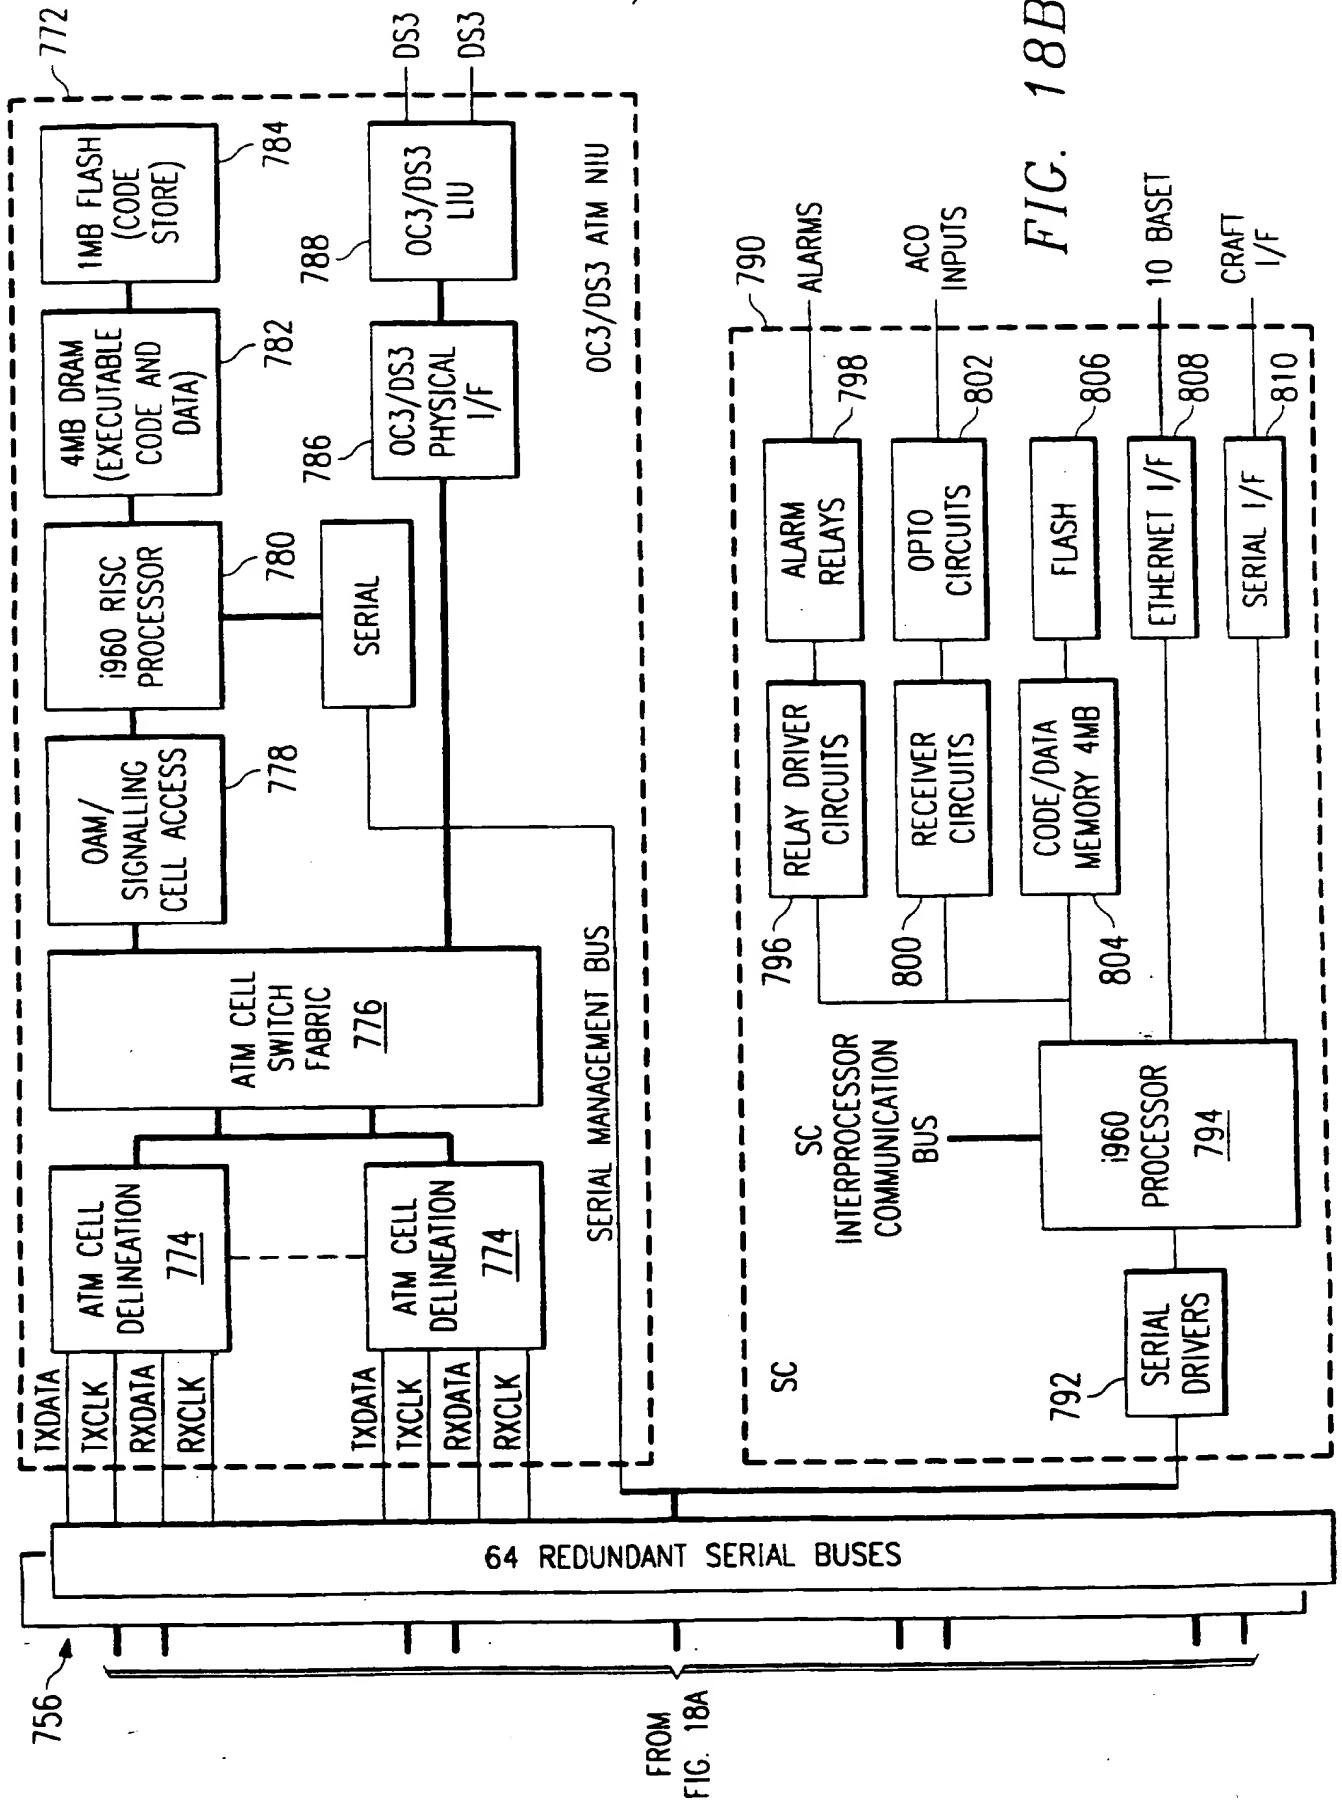 772
784
1MB FLASH
(CODE
STORE)
782
4MB DRAM
(EXECUTABLE
CODE AND
DATA)
780
i960 RISC
PROCESSOR
778
OAM/
SIGNALLING
CELL ACCESS
SERIAL
788
OC3/DS3
LIU
DS3
DS3
786
OC3/DS3
PHYSICAL
I/F
OC3/DS3 ATM NIU
ATM CELL
SWITCH
FABRIC
776
ATM CELL
DELINEATION
774
ATM CELL
DELINEATION
774
TXDATA
TXCLK
RXDATA
RXCLK
TXDATA
TXCLK
RXDATA
RXCLK
SERIAL MANAGEMENT BUS
64 REDUNDANT SERIAL BUSES
756
FROM
FIG. 18A
790
ALARMS
798
ALARM
RELAYS
RELAY DRIVER
CIRCUITS
796
ACO
INPUTS
802
OPTO
CIRCUITS
RECEIVER
CIRCUITS
800
806
FLASH
CODE/DATA
MEMORY 4MB
804
10 BASET
808
ETHERNET I/F
CRAFT
I/F
810
SERIAL I/F
SC
INTERPROCESSOR
COMMUNICATION
BUS
i960
PROCESSOR
794
SC
792
SERIAL
DRIVERS
FIG. 18B